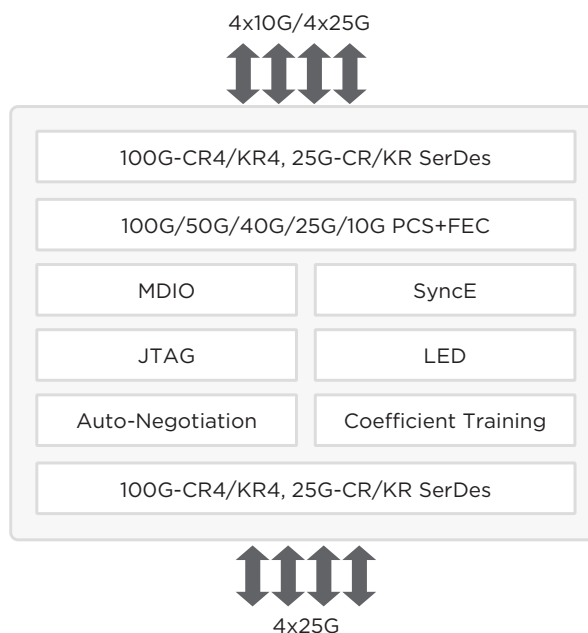 4x10G/4x25G
100G-CR4/KR4, 25G-CR/KR SerDes
100G/50G/40G/25G/10G PCS+FEC
MDIO
SyncE
JTAG
LED
Auto-Negotiation
Coefficient Training
100G-CR4/KR4, 25G-CR/KR SerDes
4x25G